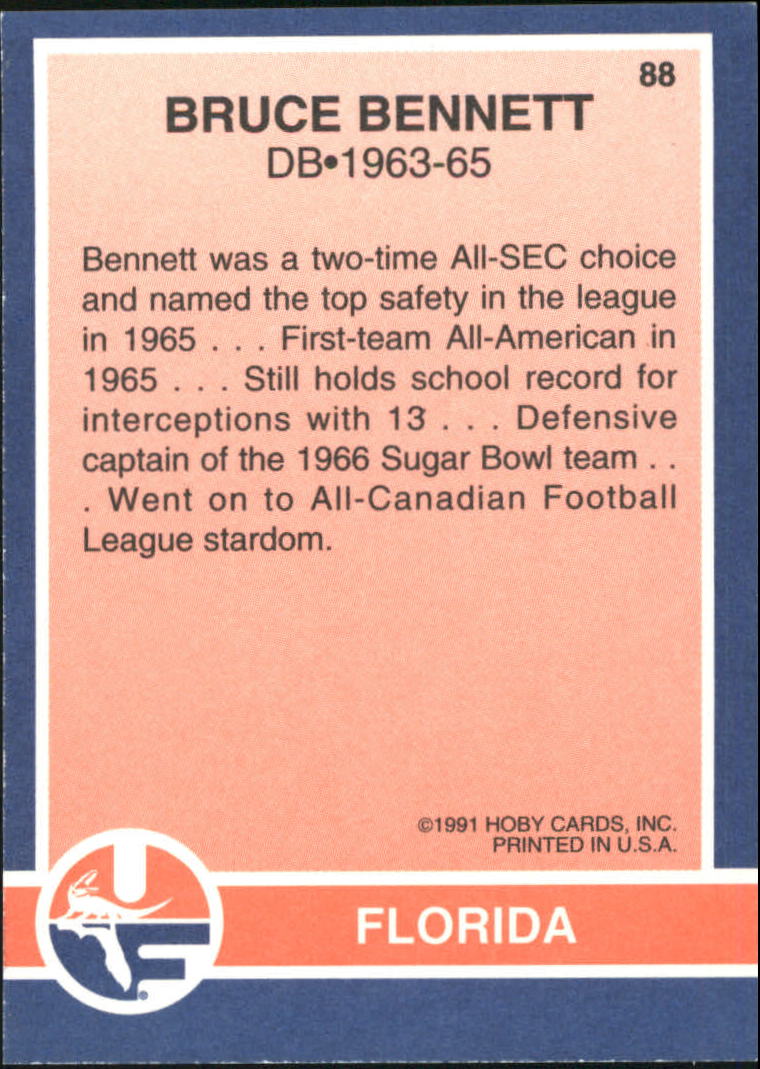 88
BRUCE BENNETT
DB•1963-65
Bennett was a two-time All-SEC choice
and named the top safety in the league
in 1965 . . . First-team All-American in
1965 . . . Still holds school record for
interceptions with 13 . . . Defensive
captain of the 1966 Sugar Bowl team . .
. Went on to All-Canadian Football
League stardom.
©1991 HOBY CARDS, INC.
PRINTED IN U.S.A.
UF
®
FLORIDA